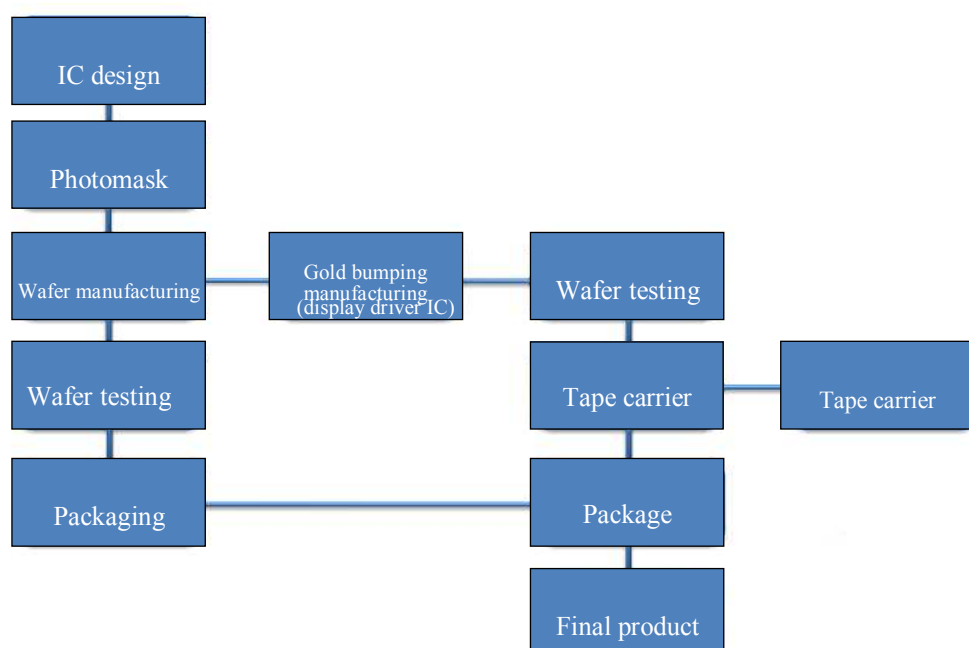 IC design
Photomask
Wafer manufacturing
Gold bumping
manufacturing
(display driver IC)
Wafer testing
Wafer testing
Tape carrier
Tape carrier
Packaging
Package
Final product